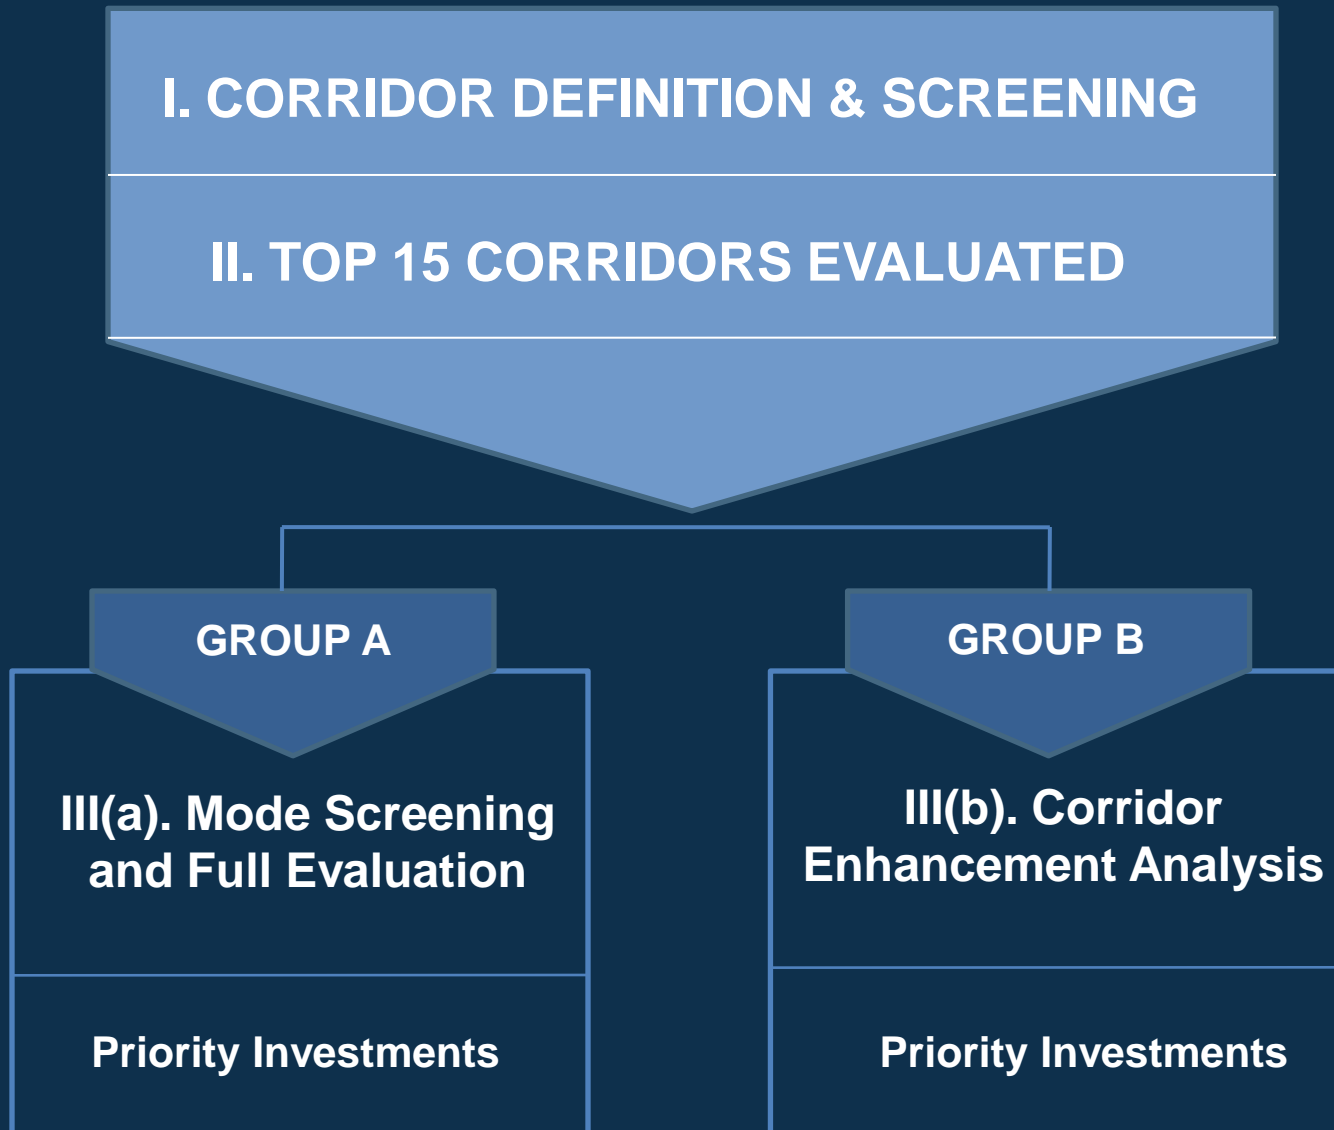 I. CORRIDOR DEFINITION & SCREENING
II. TOP 15 CORRIDORS EVALUATED
GROUP A
III(a). Mode Screening
and Full Evaluation
Priority Investments
GROUP B
III(b). Corridor
Enhancement Analysis
Priority Investments